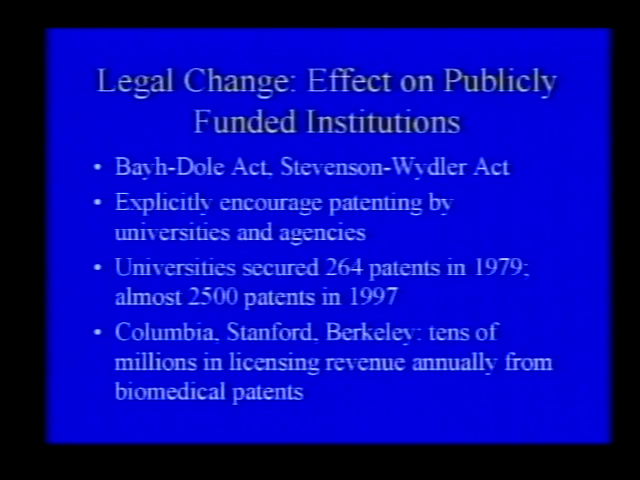 Legal Change: Effect on Publicly
Funded Institutions
• Bayh-Dole Act, Stevenson-Wydler Act
• Explicitly encourage patenting by
universities and agencies
• Universities secured 264 patents in 1979;
almost 2500 patents in 1997
• Columbia, Stanford, Berkeley: tens of
millions in licensing revenue annually from
biomedical patents